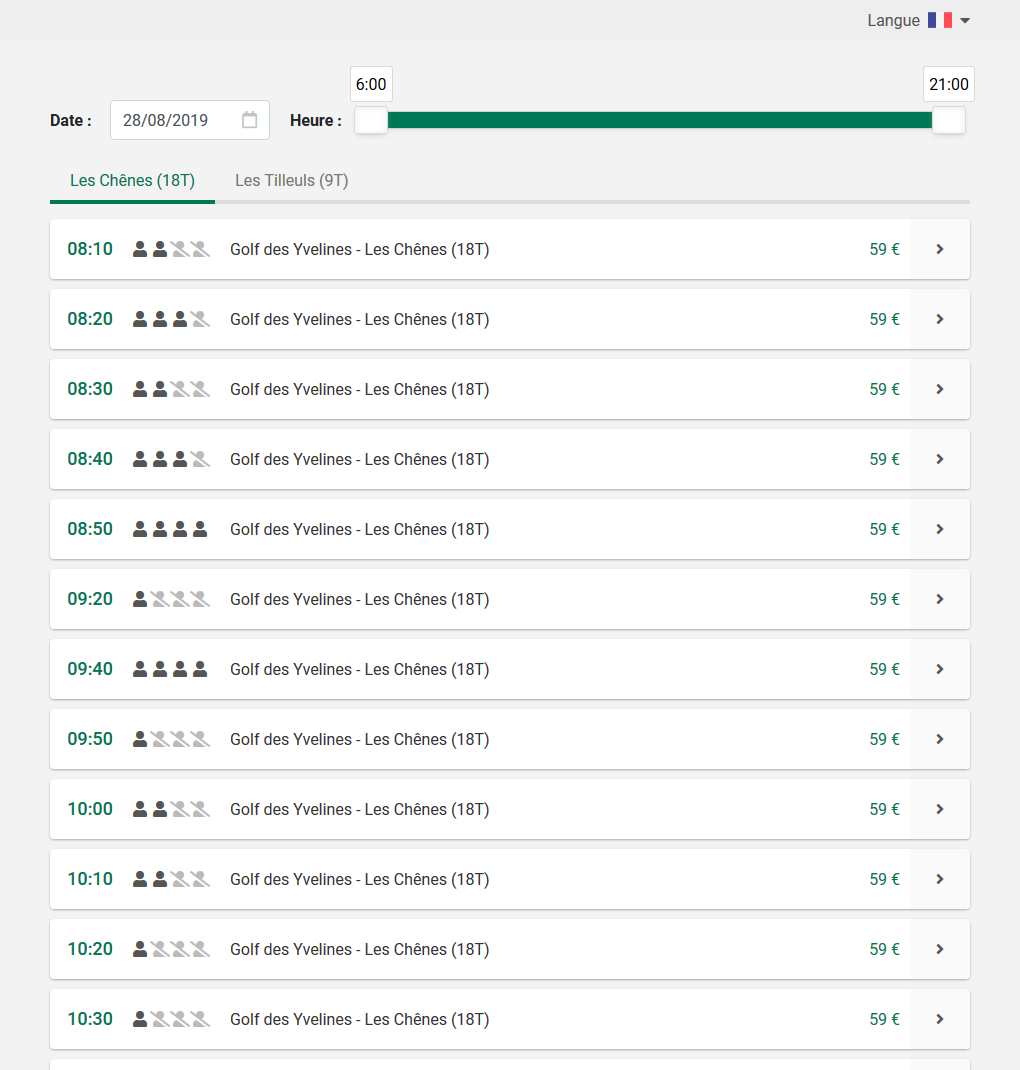 Langue
6:00 21:00
Date : 28/08/2019 Heure :
Les Chênes (18T) Les Tilleuls (9T)
08:10 Golf des Yvelines - Les Chênes (18T) 59 €
08:20 Golf des Yvelines - Les Chênes (18T) 59 €
08:30 Golf des Yvelines - Les Chênes (18T) 59 €
08:40 Golf des Yvelines - Les Chênes (18T) 59 €
08:50 Golf des Yvelines - Les Chênes (18T) 59 €
09:20 Golf des Yvelines - Les Chênes (18T) 59 €
09:40 Golf des Yvelines - Les Chênes (18T) 59 €
09:50 Golf des Yvelines - Les Chênes (18T) 59 €
10:00 Golf des Yvelines - Les Chênes (18T) 59 €
10:10 Golf des Yvelines - Les Chênes (18T) 59 €
10:20 Golf des Yvelines - Les Chênes (18T) 59 €
10:30 Golf des Yvelines - Les Chênes (18T) 59 €